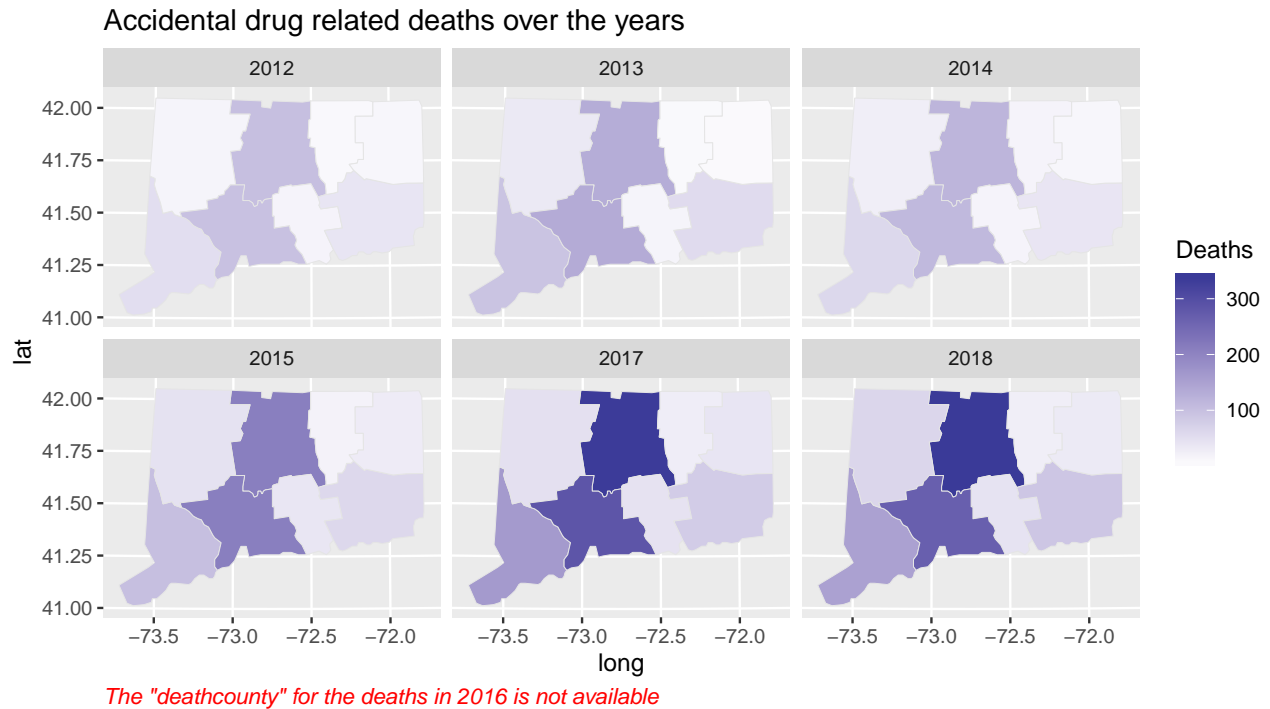 Accidental drug related deaths over the years
2012 2013 2014
42.00
41.75
41.50
41.25
41.00
2015 2017 2018
42.00
41.75
41.50
41.25
41.00
lat
−73.5 −73.0 −72.5 −72.0 −73.5 −73.0 −72.5 −72.0 −73.5 −73.0 −72.5 −72.0
long
Deaths
300
200
100
The "deathcounty" for the deaths in 2016 is not available